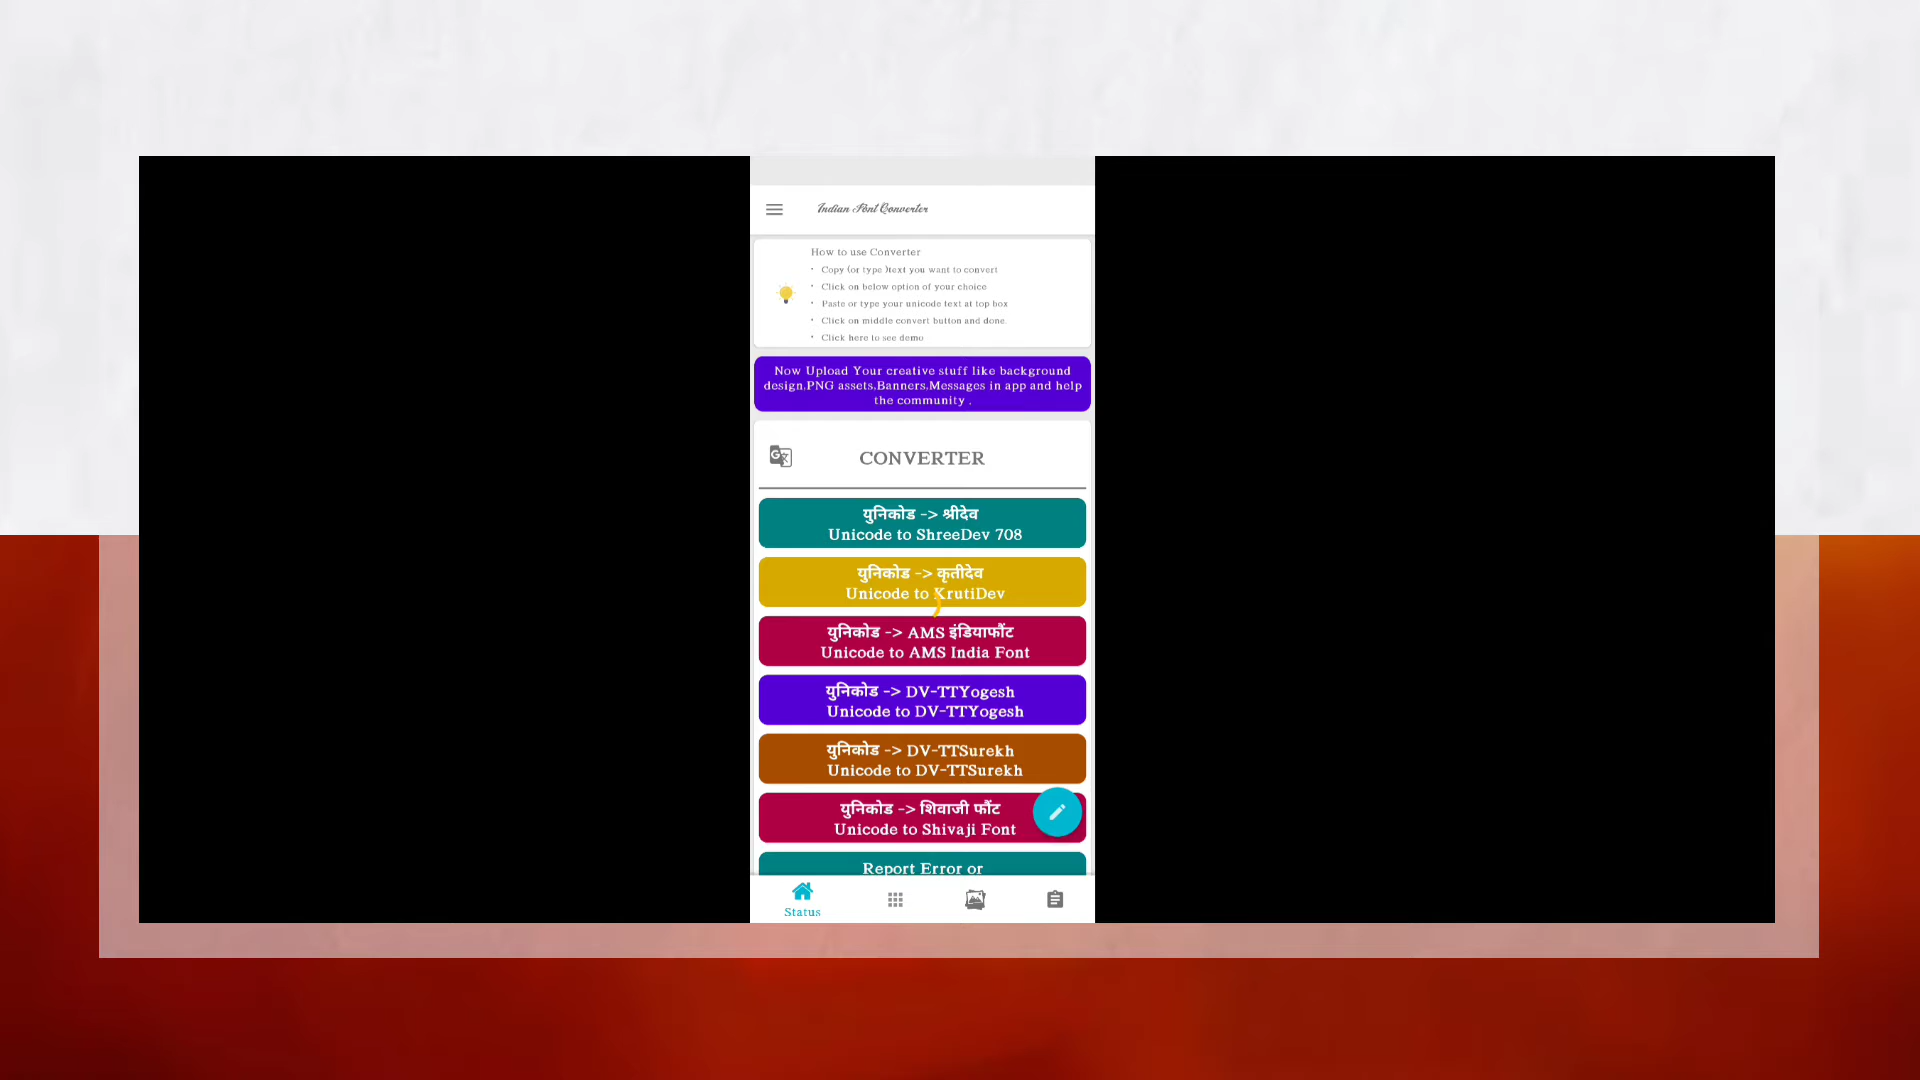 Indian Font Converter
How to use Converter
• Copy (or type )text you want to convert
• Click on below option of your choice
• Paste or type your unicode text at top box
• Click on middle convert button and done.
• Click here to see demo
Now Upload Your creative stuff like background
design,PNG assets,Banners,Messages in app and help
the community .
CONVERTER
युनिकोड -> श्रीदेव
Unicode to ShreeDev 708
युनिकोड -> कृतीदेव
Unicode to KrutiDev
युनिकोड -> AMS इंडियाफौंट
Unicode to AMS India Font
युनिकोड -> DV-TTYogesh
Unicode to DV-TTYogesh
युनिकोड -> DV-TTSurekh
Unicode to DV-TTSurekh
युनिकोड -> शिवाजी फौंट
Unicode to Shivaji Font
Report Error or
Status